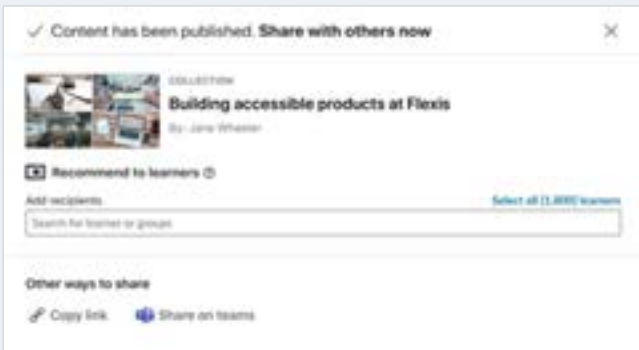 Content has been published. Share with others now
COLLECTION
Building accessible products at Flexis
By: Jane Wheeler
Recommend to learners
Add recipients
Select all (1,800) learners
Search for learner or groups
Other ways to share
Copy link
Share on teams